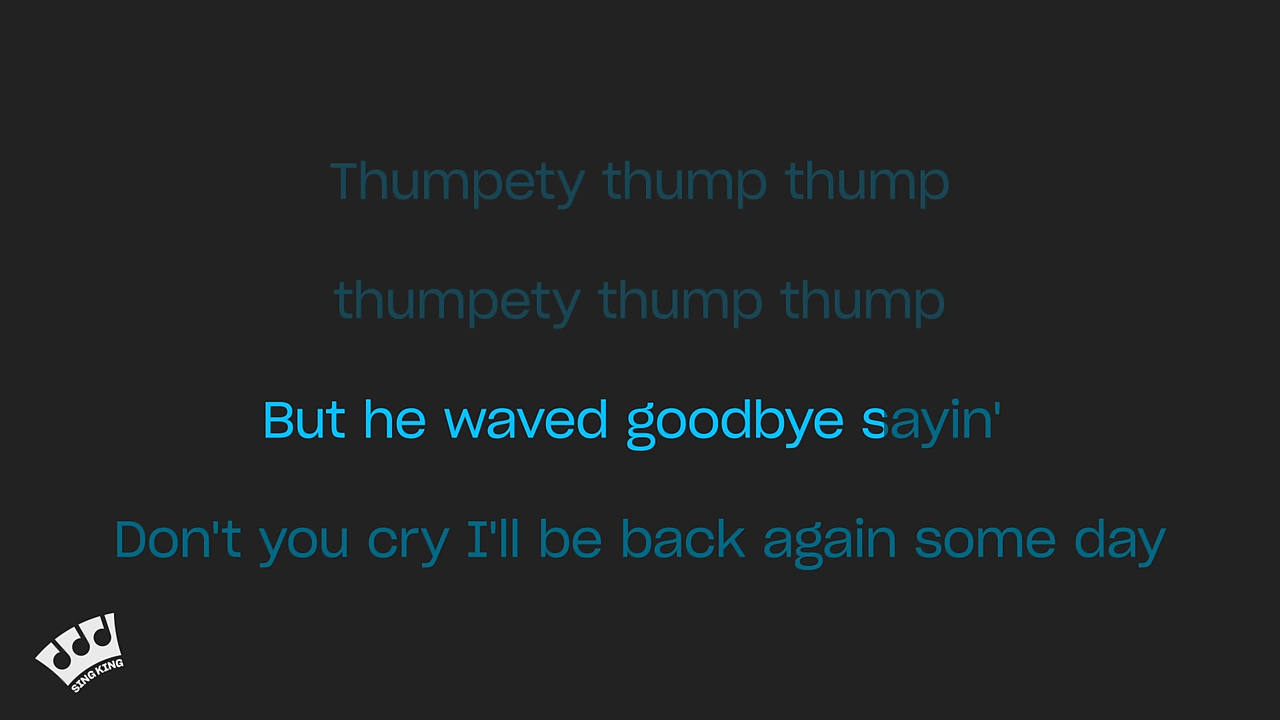 Thumpety thump thump
thumpety thump thump
But he waved goodbye sayin'
Don't you cry I'll be back again some day
SING KING